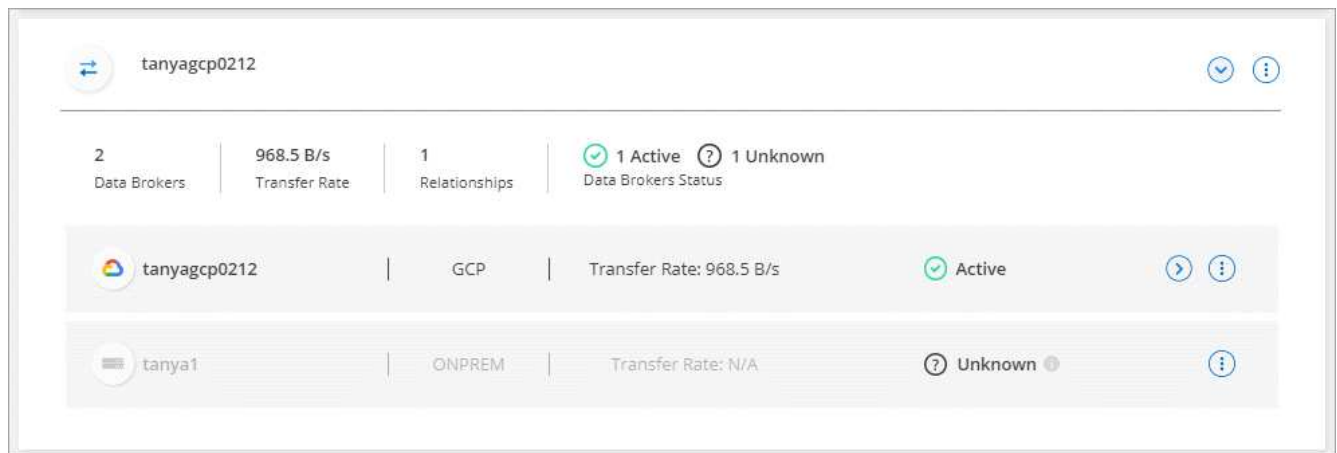 tanyagcp0212
2 968.5 B/s 1 1 Active ? 1 Unknown
Data Brokers Transfer Rate Relationships Data Brokers Status
tanyagcp0212 GCP Transfer Rate: 968.5 B/s Active
tanya1 ONPREM Transfer Rate: N/A ? Unknown